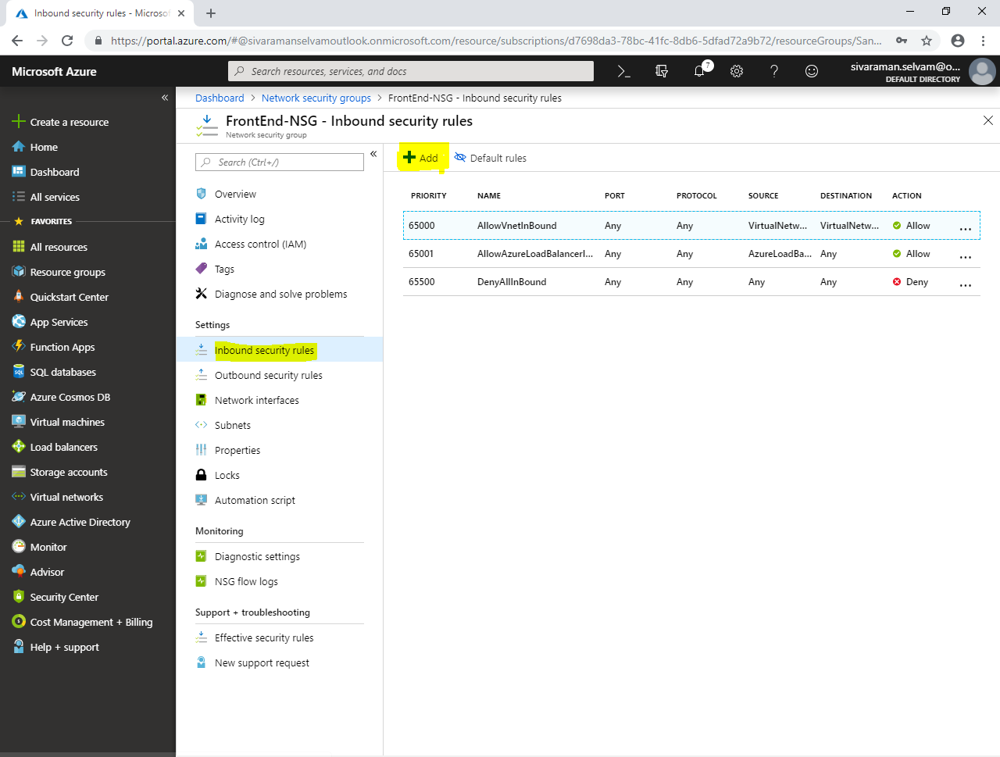 Inbound security rules - Microsof
https://portal.azure.com/#@sivaramanselvamoutlook.onmicrosoft.com/resource/subscriptions/d7698da3-78bc-41fc-8db6-5dfad72a9b72/resourceGroups/San...
Microsoft Azure
Search resources, services, and docs
7
sivaraman.selvam@o...
DEFAULT DIRECTORY
«
Create a resource
Home
Dashboard
All services
FAVORITES
All resources
Resource groups
Quickstart Center
App Services
Function Apps
SQL databases
Azure Cosmos DB
Virtual machines
Load balancers
Storage accounts
Virtual networks
Azure Active Directory
Monitor
Advisor
Security Center
Cost Management + Billing
Help + support
Dashboard > Network security groups > FrontEnd-NSG - Inbound security rules
FrontEnd-NSG - Inbound security rules
Network security group
Search (Ctrl+/)
«
Overview
Activity log
Access control (IAM)
Tags
Diagnose and solve problems
Settings
Inbound security rules
Outbound security rules
Network interfaces
Subnets
Properties
Locks
Automation script
Monitoring
Diagnostic settings
NSG flow logs
Support + troubleshooting
Effective security rules
New support request
Add Default rules
PRIORITY NAME PORT PROTOCOL SOURCE DESTINATION ACTION
65000 AllowVnetInBound Any Any VirtualNetw... VirtualNetw... Allow ...
65001 AllowAzureLoadBalancerI... Any Any AzureLoadBa... Any Allow ...
65500 DenyAllInBound Any Any Any Any Deny ...